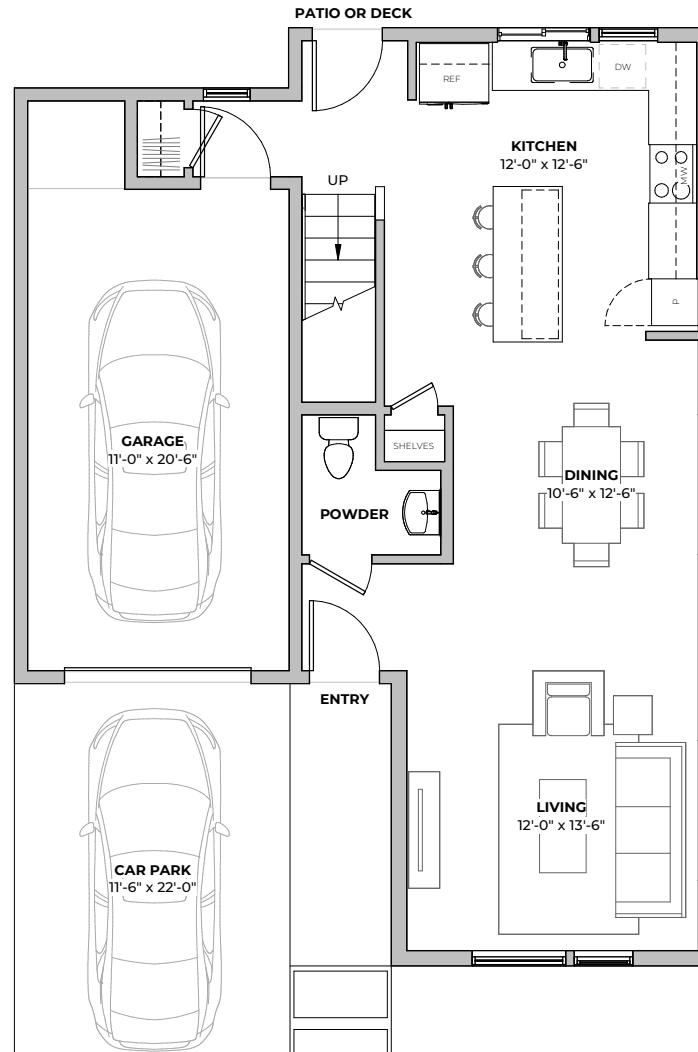 PATIO OR DECK
REF
DW
KITCHEN
12'-0" x 12'-6"
MW
UP
P
GARAGE
11'-0" x 20'-6"
SHELVES
DINING
10'-6" x 12'-6"
POWDER
ENTRY
LIVING
12'-0" x 13'-6"
CAR PARK
11'-6" x 22'-0"